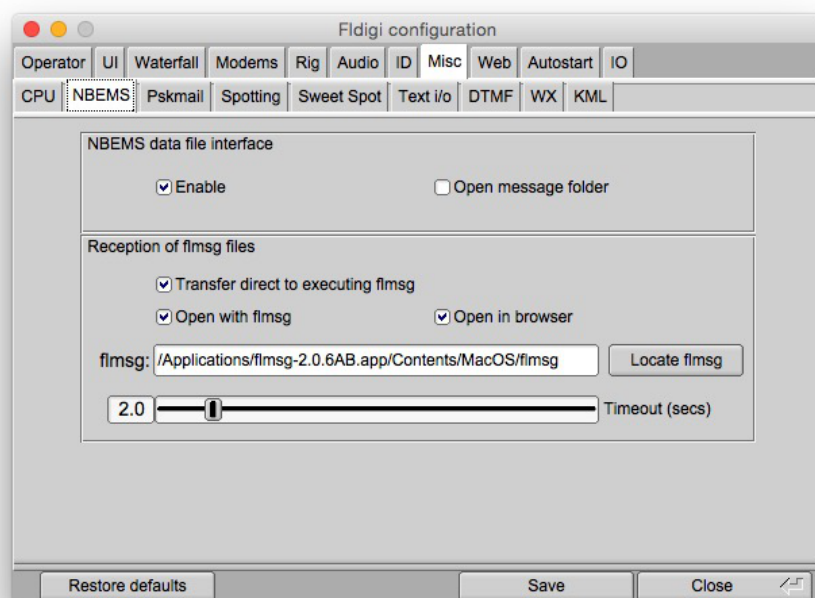 Fldigi configuration
Operator UI Waterfall Modems Rig Audio ID Misc Web Autostart IO
CPU NBEMS Pskmail Spotting Sweet Spot Text i/o DTMF WX KML
NBEMS data file interface
Enable Open message folder
Reception of flmsg files
Transfer direct to executing flmsg
Open with flmsg Open in browser
flmsg: /Applications/flmsg-2.0.6AB.app/Contents/MacOS/flmsg Locate flmsg
2.0 Timeout (secs)
Restore defaults Save Close